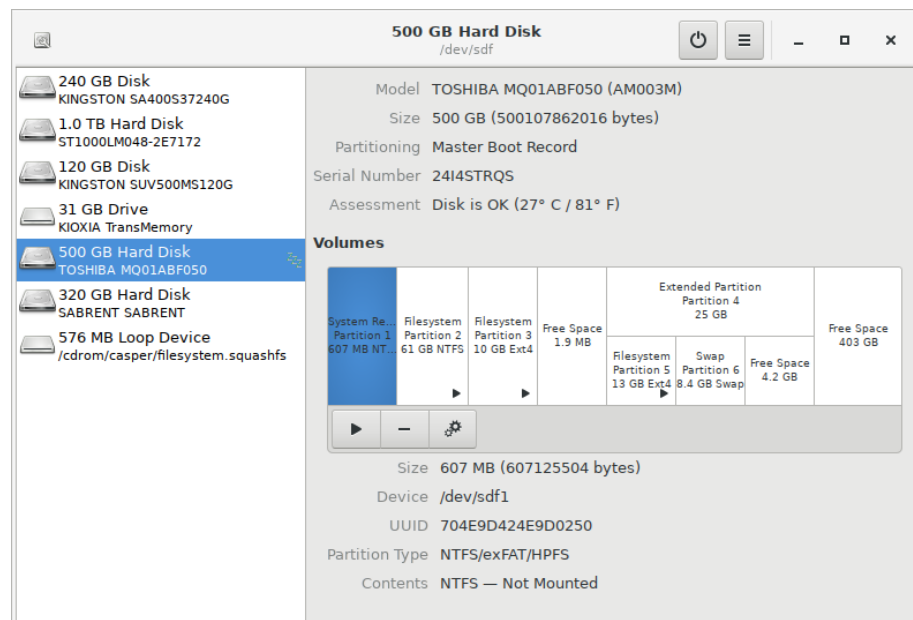 500 GB Hard Disk
/dev/sdf
240 GB Disk
KINGSTON SA400S37240G
1.0 TB Hard Disk
ST1000LM048-2E7172
120 GB Disk
KINGSTON SUV500MS120G
31 GB Drive
KIOXIA TransMemory
500 GB Hard Disk
TOSHIBA MQ01ABF050
320 GB Hard Disk
SABRENT SABRENT
576 MB Loop Device
/cdrom/casper/filesystem.squashfs
Model TOSHIBA MQ01ABF050 (AM003M)
Size 500 GB (500107862016 bytes)
Partitioning Master Boot Record
Serial Number 24I4STRQS
Assessment Disk is OK (27° C / 81° F)
Volumes
System Re...
Partition 1
607 MB NT...
Filesystem
Partition 2
61 GB NTFS
Filesystem
Partition 3
10 GB Ext4
Free Space
1.9 MB
Extended Partition
Partition 4
25 GB
Filesystem
Partition 5
13 GB Ext4
Swap
Partition 6
8.4 GB Swap
Free Space
4.2 GB
Free Space
403 GB
Size 607 MB (607125504 bytes)
Device /dev/sdf1
UUID 704E9D424E9D0250
Partition Type NTFS/exFAT/HPFS
Contents NTFS — Not Mounted